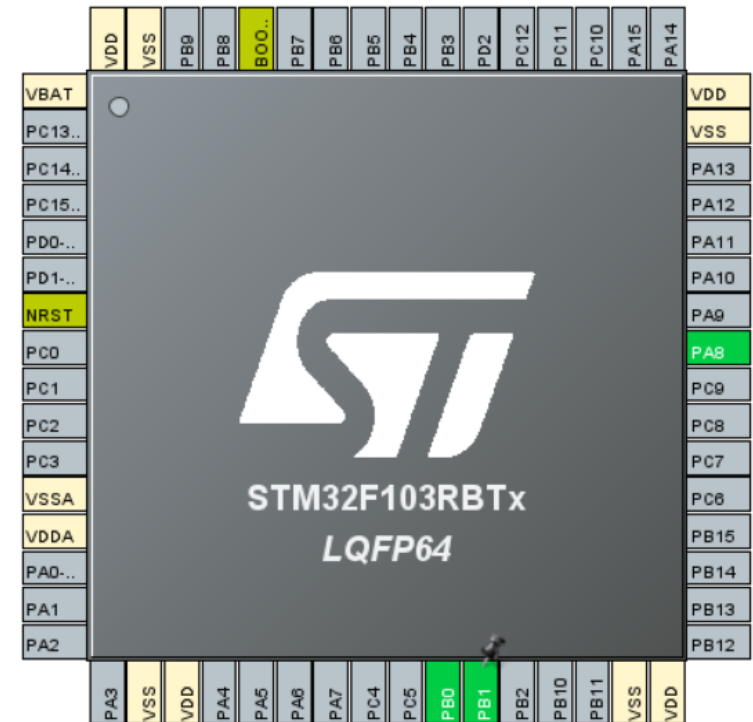 VDD
VSS
PB9
PB8
BOO..
PB7
PB6
PB5
PB4
PB3
PD2
PC12
PC11
PC10
PA15
PA14
VBAT
PC13..
PC14..
PC15..
PD0-..
PD1-..
NRST
PC0
PC1
PC2
PC3
VSSA
VDDA
PA0-..
PA1
PA2
STM32F103RBTx
LQFP64
VDD
VSS
PA13
PA12
PA11
PA10
PA9
PA8
PC9
PC8
PC7
PC6
PB15
PB14
PB13
PB12
PA3
VSS
VDD
PA4
PA5
PA6
PA7
PC4
PC5
PB0
PB1
PB2
PB10
PB11
VSS
VDD